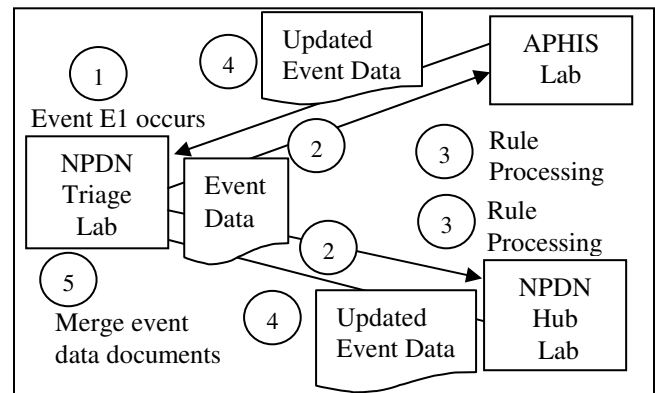 1
Event E1 occurs
NPDN
Triage
Lab
4
Updated
Event Data
APHIS
Lab
2
Event
Data
3
Rule
Processing
3
Rule
Processing
2
5
Merge event
data documents
4
Updated
Event Data
NPDN
Hub
Lab